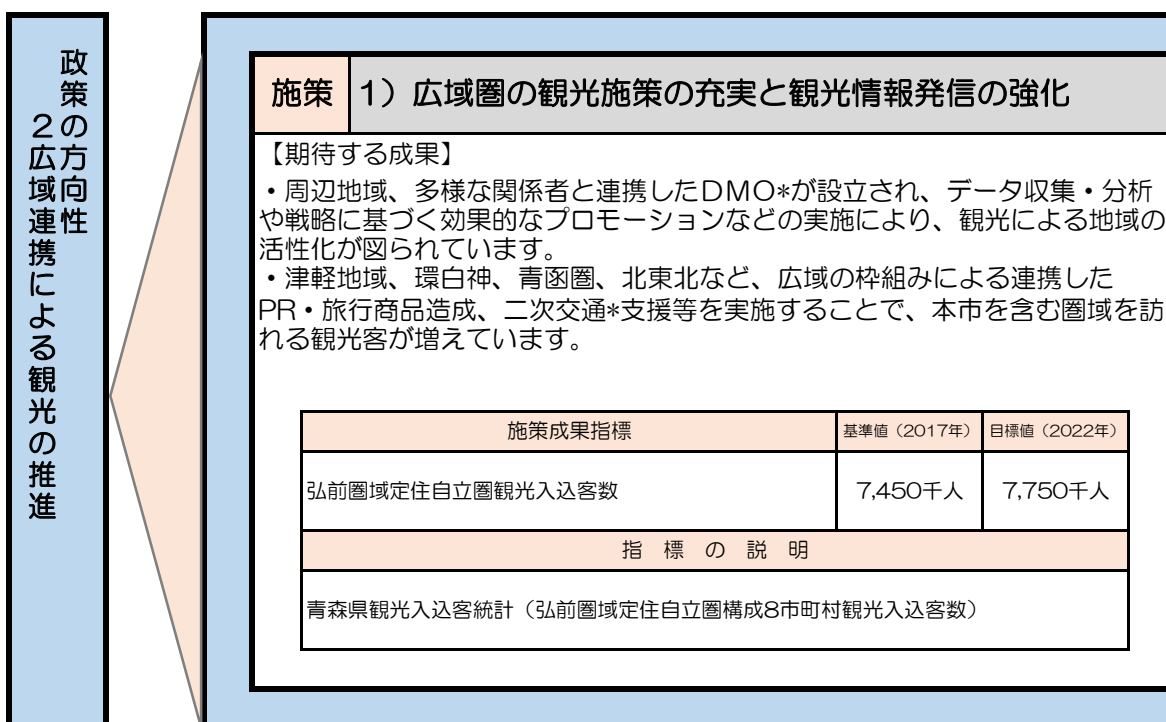 政策の方向性
２広域連携による観光の推進
施策
1）広域圏の観光施策の充実と観光情報発信の強化
【期待する成果】
・周辺地域、多様な関係者と連携したＤＭＯ*が設立され、データ収集・分析
や戦略に基づく効果的なプロモーションなどの実施により、観光による地域の
活性化が図られています。
・津軽地域、環白神、青函圏、北東北など、広域の枠組みによる連携した
PR・旅行商品造成、二次交通*支援等を実施することで、本市を含む圏域を訪
れる観光客が増えています。
施策成果指標 基準値（2017年） 目標値（2022年）
弘前圏域定住自立圏観光入込客数 7,450千人 7,750千人
指 標 の 説 明
青森県観光入込客統計（弘前圏域定住自立圏構成8市町村観光入込客数）